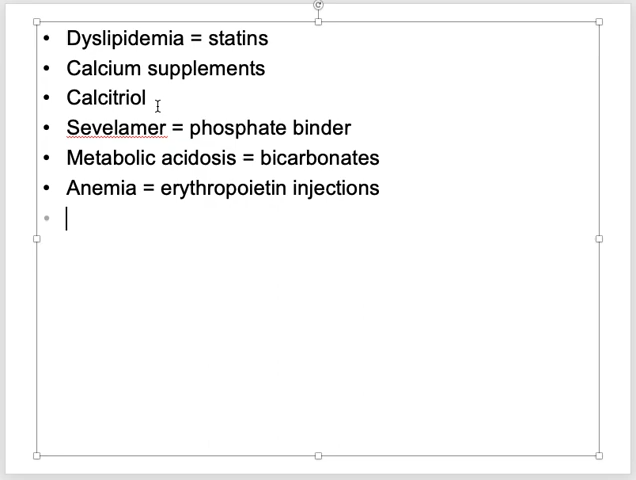 • Dyslipidemia = statins
• Calcium supplements
• Calcitriol
• Sevelamer = phosphate binder
• Metabolic acidosis = bicarbonates
• Anemia = erythropoietin injections